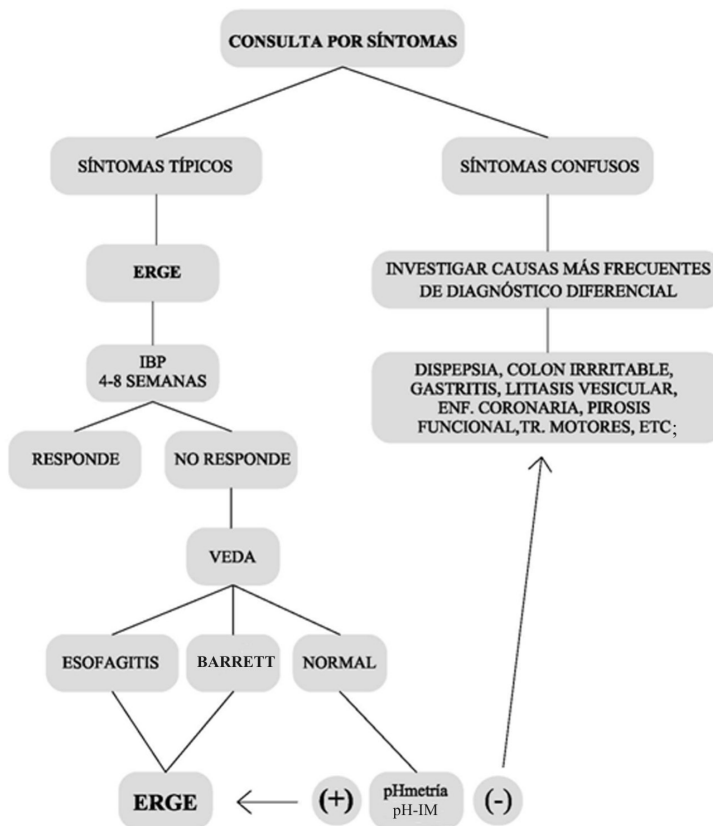 CONSULTA POR SÍNTOMAS
SÍNTOMAS TÍPICOS
SÍNTOMAS CONFUSOS
ERGE
INVESTIGAR CAUSAS MÁS FRECUENTES
DE DIAGNÓSTICO DIFERENCIAL
IBP
4-8 SEMANAS
DISPEPSIA, COLON IRRRITABLE,
GASTRITIS, LITIASIS VESICULAR,
ENF. CORONARIA, PIROSIS
FUNCIONAL,TR. MOTORES, ETC;
RESPONDE
NO RESPONDE
VEDA
ESOFAGITIS
BARRETT
NORMAL
ERGE
(+)
pHmetría
pH-IM
(-)